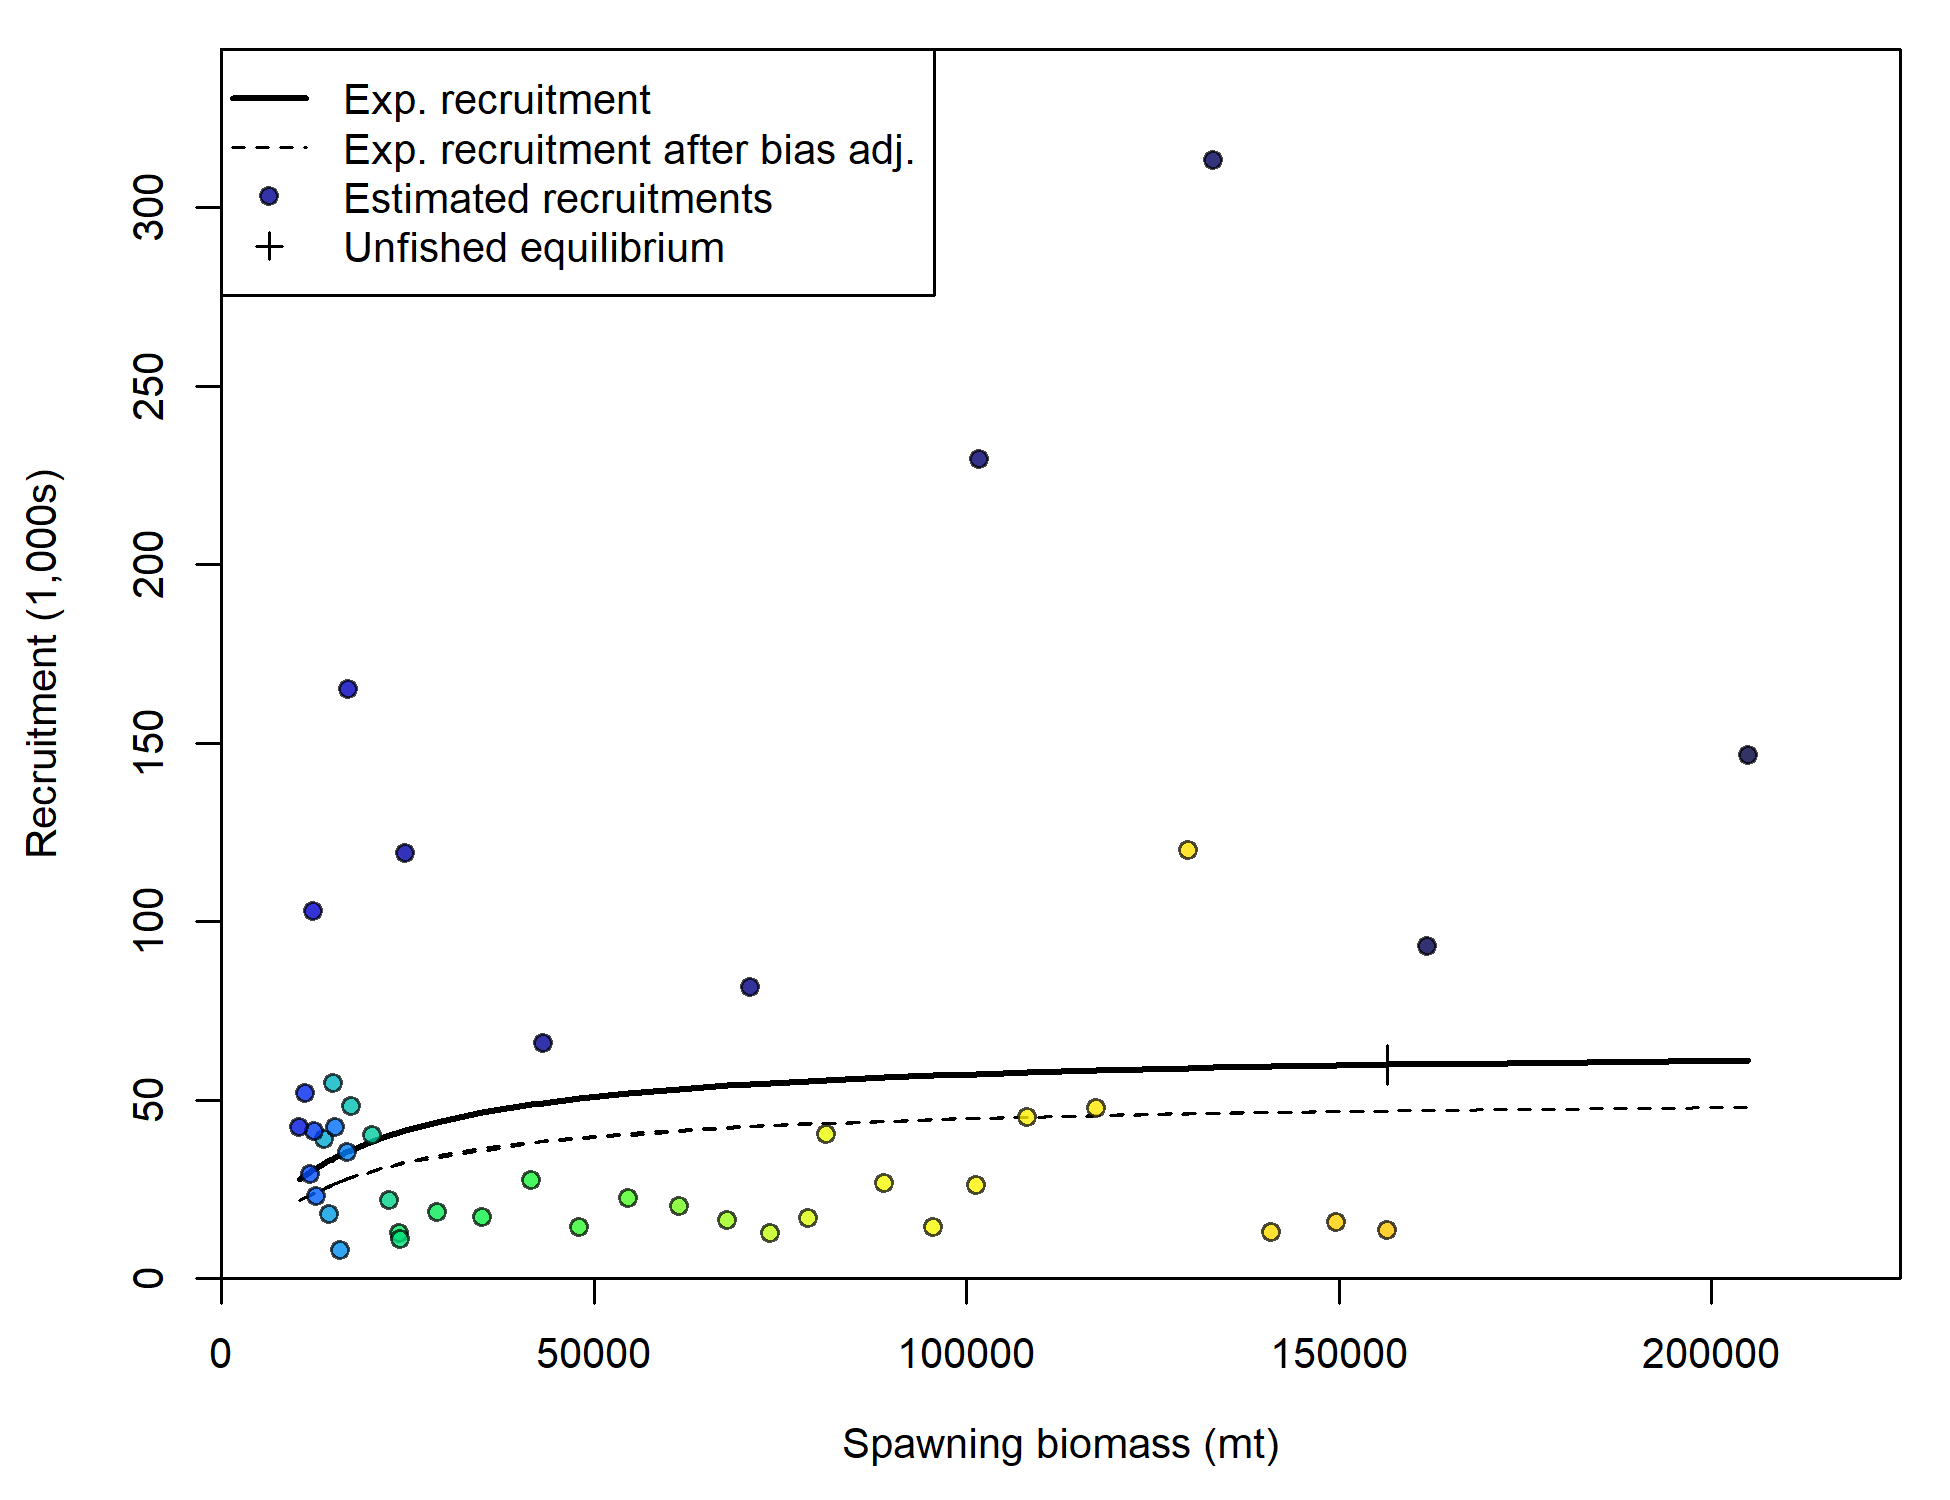 Exp. recruitment
Exp. recruitment after bias adj.
Estimated recruitments
Unfished equilibrium
Recruitment (1,000s)
300
250
200
150
100
50
0
0 50000 100000 150000 200000
Spawning biomass (mt)